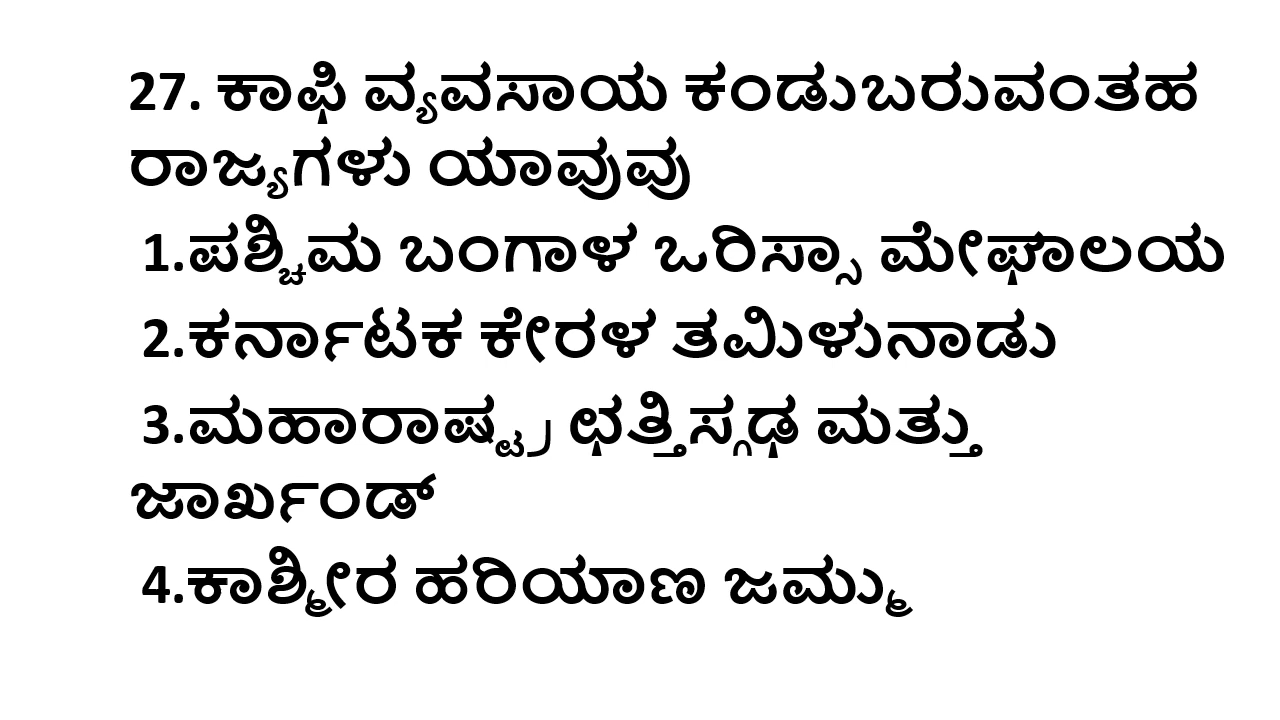 27. ಕಾಫಿ ವ್ಯವಸಾಯ ಕಂಡುಬರುವಂತಹ
ರಾಜ್ಯಗಳು ಯಾವುವು
1.ಪಶ್ಚಿಮ ಬಂಗಾಳ ಒರಿಸ್ಸಾ ಮೇಘಾಲಯ
2.ಕರ್ನಾಟಕ ಕೇರಳ ತಮಿಳುನಾಡು
3.ಮಹಾರಾಷ್ಟ್ರ ಛತ್ತಿಸ್ಗಢ ಮತ್ತು
ಜಾರ್ಖಂಡ್
4.ಕಾಶ್ಮೀರ ಹರಿಯಾಣ ಜಮ್ಮು